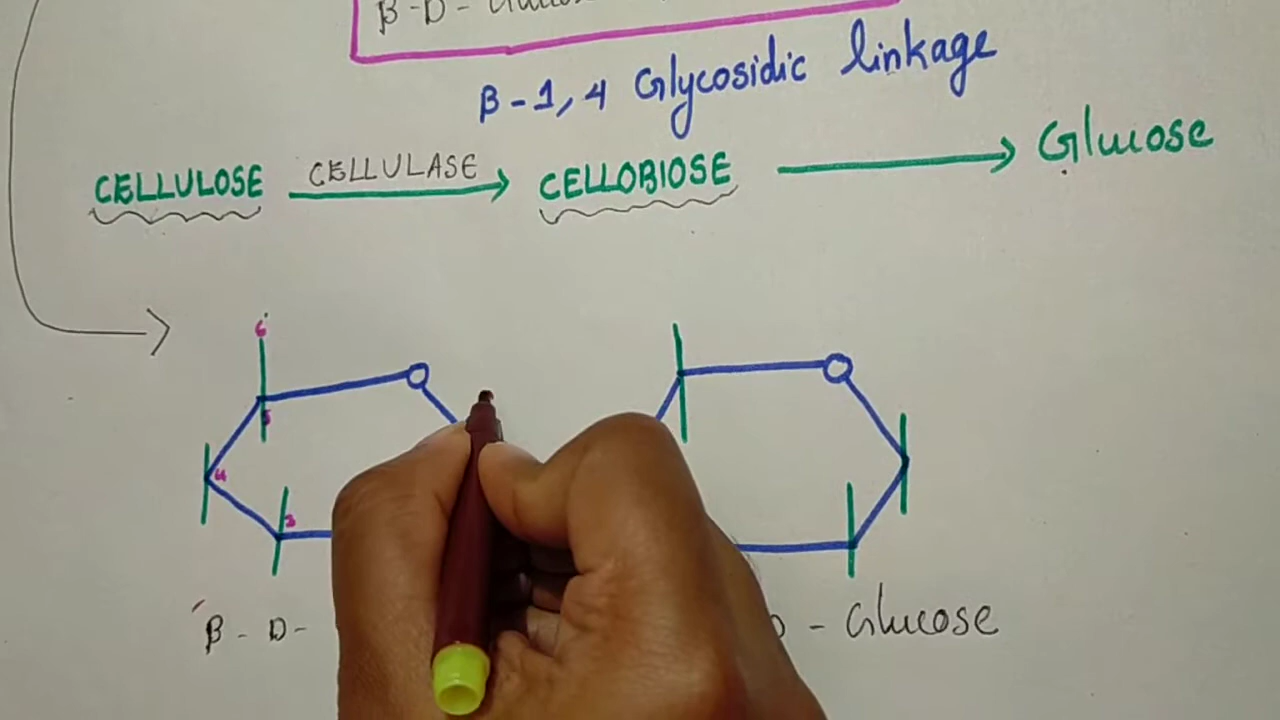 β-D-
β-1,4 Glycosidic linkage
CELLULOSE CELLULASE CELLOBIOSE Glucose
6
5
4
3
β-D- - Glucose